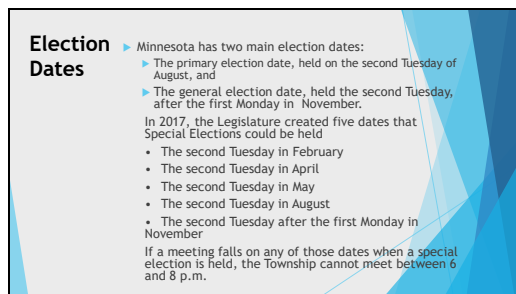 Election
Dates
Minnesota has two main election dates:
The primary election date, held on the second Tuesday of
August, and
The general election date, held the second Tuesday,
after the first Monday in November.
In 2017, the Legislature created five dates that
Special Elections could be held
• The second Tuesday in February
• The second Tuesday in April
• The second Tuesday in May
• The second Tuesday in August
• The second Tuesday after the first Monday in
November
If a meeting falls on any of those dates when a special
election is held, the Township cannot meet between 6
and 8 p.m.